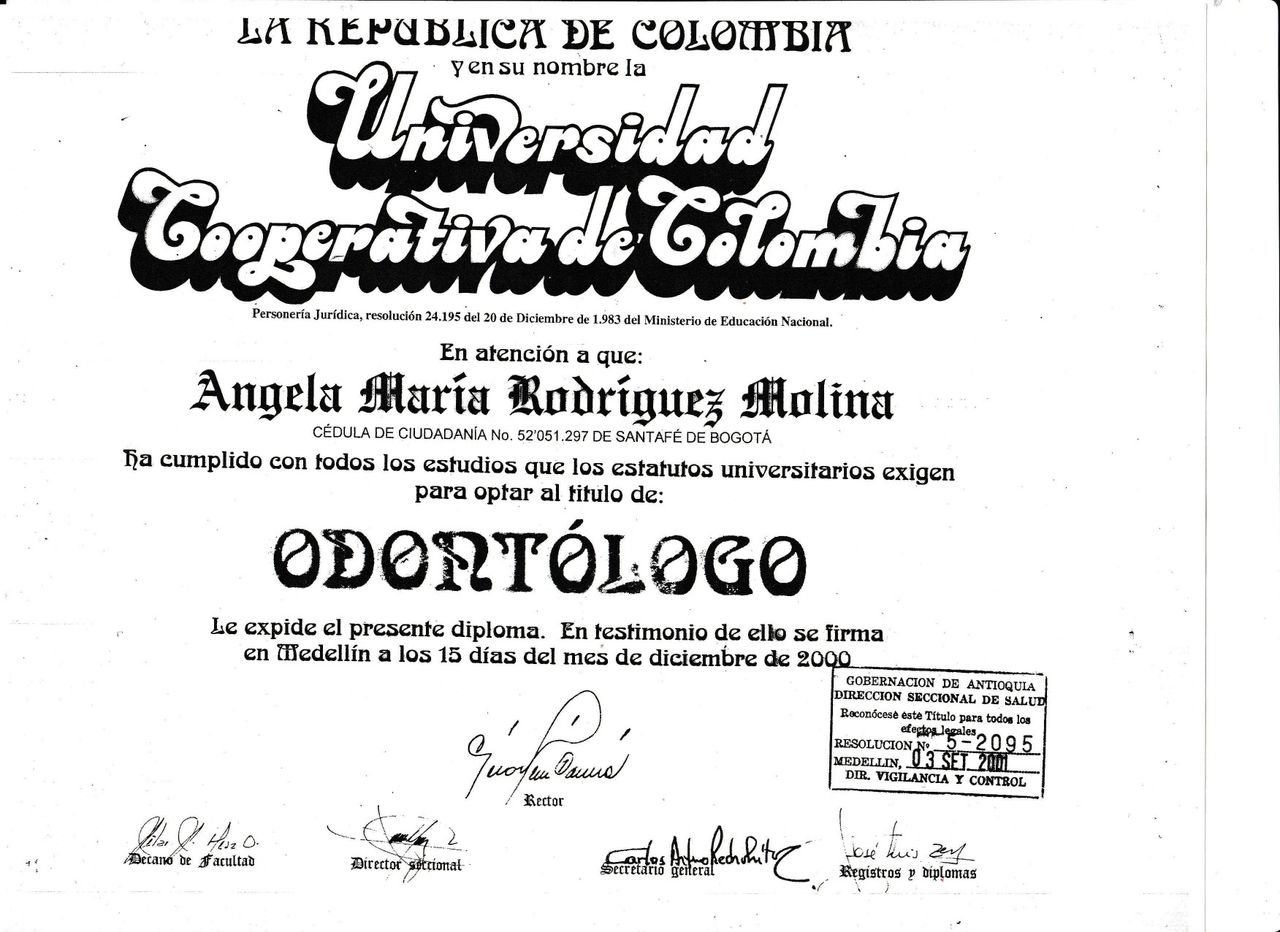 LA REPUBLICA DE COLOMBIA
y en su nombre la
Universidad
Cooperativa de Colombia
Personería Jurídica, resolución 24.195 del 20 de Diciembre de 1.983 del Ministerio de Educación Nacional.
En atención a que:
Angela María Rodríguez Molina
CÉDULA DE CIUDADANÍA No. 52'051.297 DE SANTAFÉ DE BOGOTÁ
Ha cumplido con todos los estudios que los estatutos universitarios exigen
para optar al titulo de:
ODONTÓLOGO
Le expide el presente diploma. En testimonio de ello se firma
en Medellín a los 15 días del mes de diciembre de 2000
GOBERNACION DE ANTIOQUIA
DIRECCION SECCIONAL DE SALUD
Reconócese éste Título para todos los
efectos legales
RESOLUCION Nº. 5-2095
MEDELLIN, 03 SET 2001
DIR. VIGILANCIA Y CONTROL
Rector
Decano de Facultad
Director seccional
Carlos
Secretario general
José Luis
Registros y diplomas